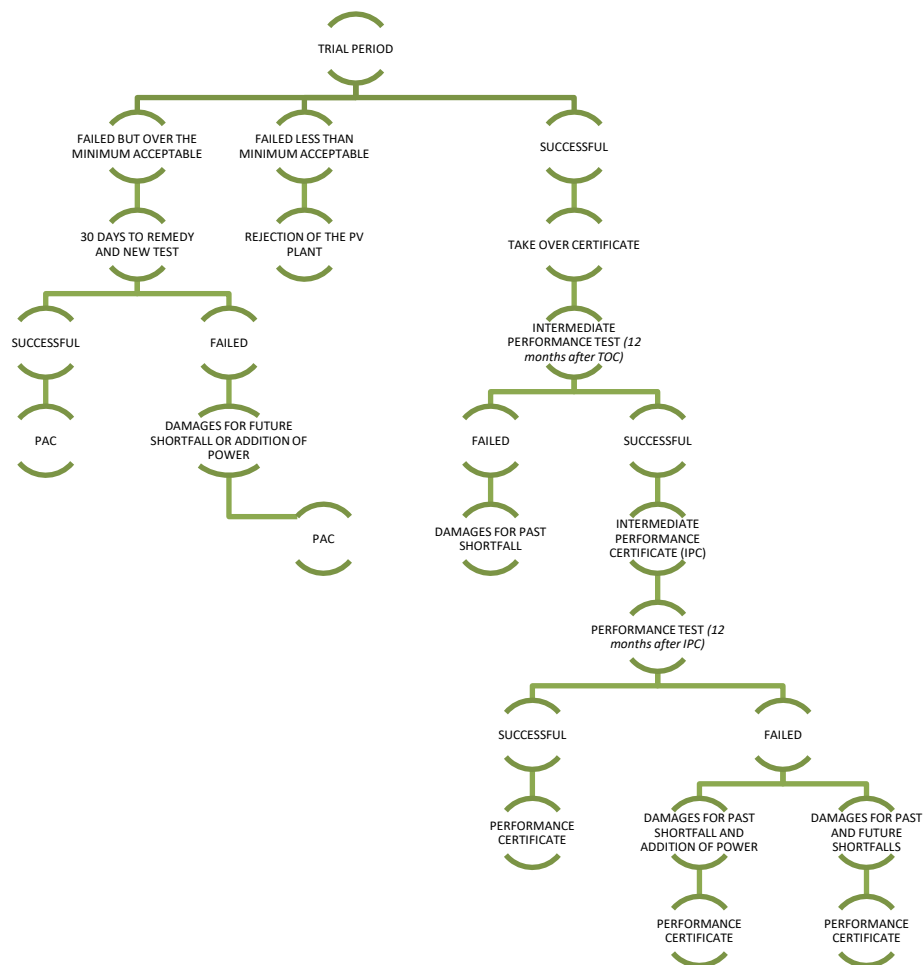 TRIAL PERIOD
FAILED BUT OVER THE
MINIMUM ACCEPTABLE
FAILED LESS THAN
MINIMUM ACCEPTABLE
SUCCESSFUL
30 DAYS TO REMEDY
AND NEW TEST
REJECTION OF THE PV
PLANT
TAKE OVER CERTIFICATE
SUCCESSFUL
FAILED
INTERMEDIATE
PERFORMANCE TEST (12
months after TOC)
PAC
DAMAGES FOR FUTURE
SHORTFALL OR ADDITION OF
POWER
FAILED
SUCCESSFUL
PAC
DAMAGES FOR PAST
SHORTFALL
INTERMEDIATE
PERFORMANCE
CERTIFICATE (IPC)
PERFORMANCE TEST (12
months after IPC)
SUCCESSFUL
FAILED
PERFORMANCE
CERTIFICATE
DAMAGES FOR PAST
SHORTFALL AND
ADDITION OF POWER
DAMAGES FOR PAST
AND FUTURE
SHORTFALLS
PERFORMANCE
CERTIFICATE
PERFORMANCE
CERTIFICATE